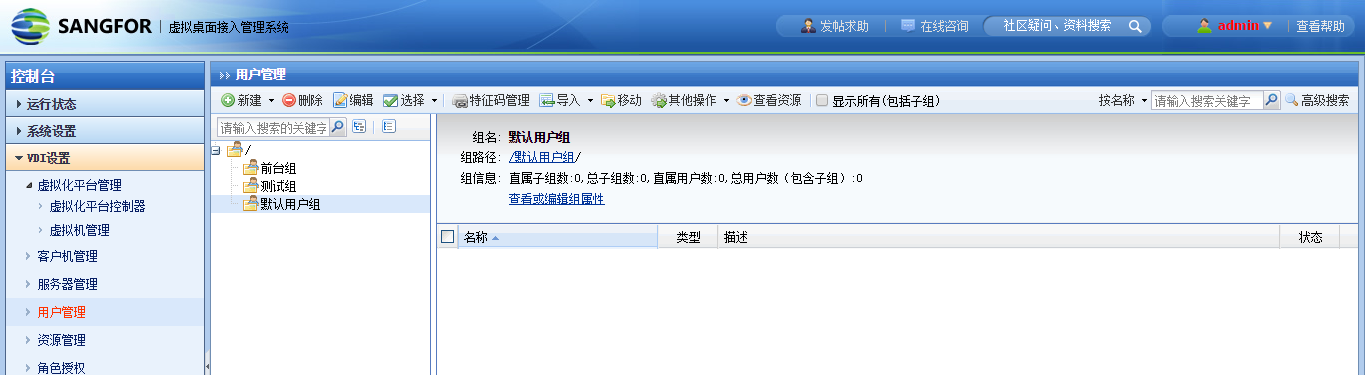 SANGFOR | 虚拟桌面接入管理系统
发帖求助 在线咨询 社区疑问、资料搜索 admin 查看帮助
控制台
运行状态
系统设置
VDI设置
虚拟化平台管理
虚拟化平台控制器
虚拟机管理
客户机管理
服务器管理
用户管理
资源管理
角色授权
用户管理
新建 删除 编辑 选择 特征码管理 导入 移动 其他操作 查看资源 显示所有(包括子组) 按名称 请输入搜索关键字 高级搜索
请输入搜索的关键字
/
前台组
测试组
默认用户组
组名: 默认用户组
组路径: /默认用户组/
组信息: 直属子组数:0,总子组数:0,直属用户数:0,总用户数（包含子组）:0
查看或编辑组属性
名称 类型 描述 状态